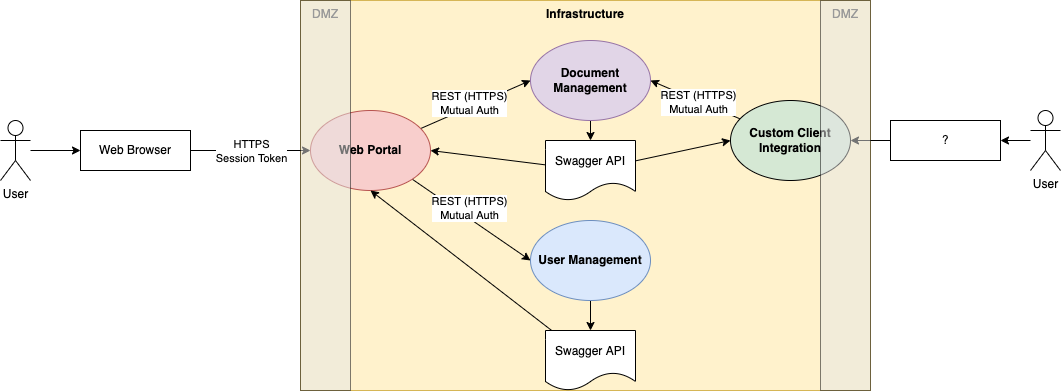 DMZ
Infrastructure
DMZ
Document
Management
REST (HTTPS)
Mutual Auth
REST (HTTPS)
Mutual Auth
User
Web Browser
HTTPS
Session Token
Web Portal
Swagger API
Custom Client
Integration
?
User
REST (HTTPS)
Mutual Auth
User Management
Swagger API